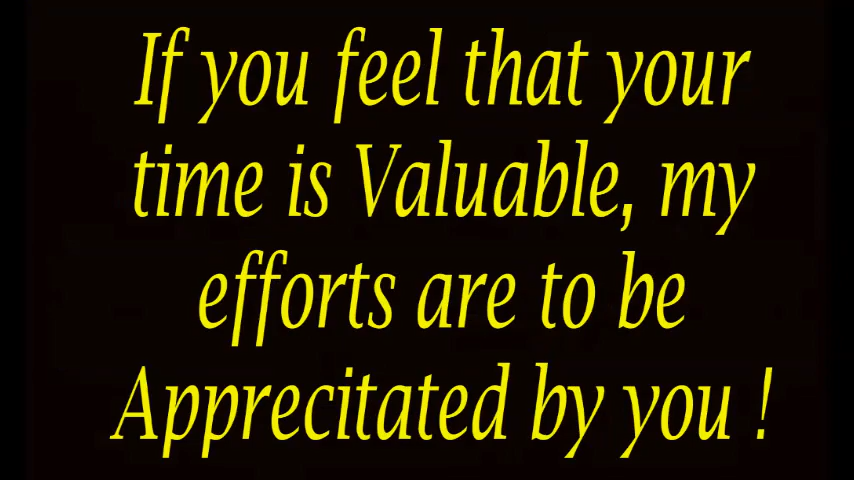 If you feel that your
time is Valuable, my
efforts are to be
Apprecitated by you !